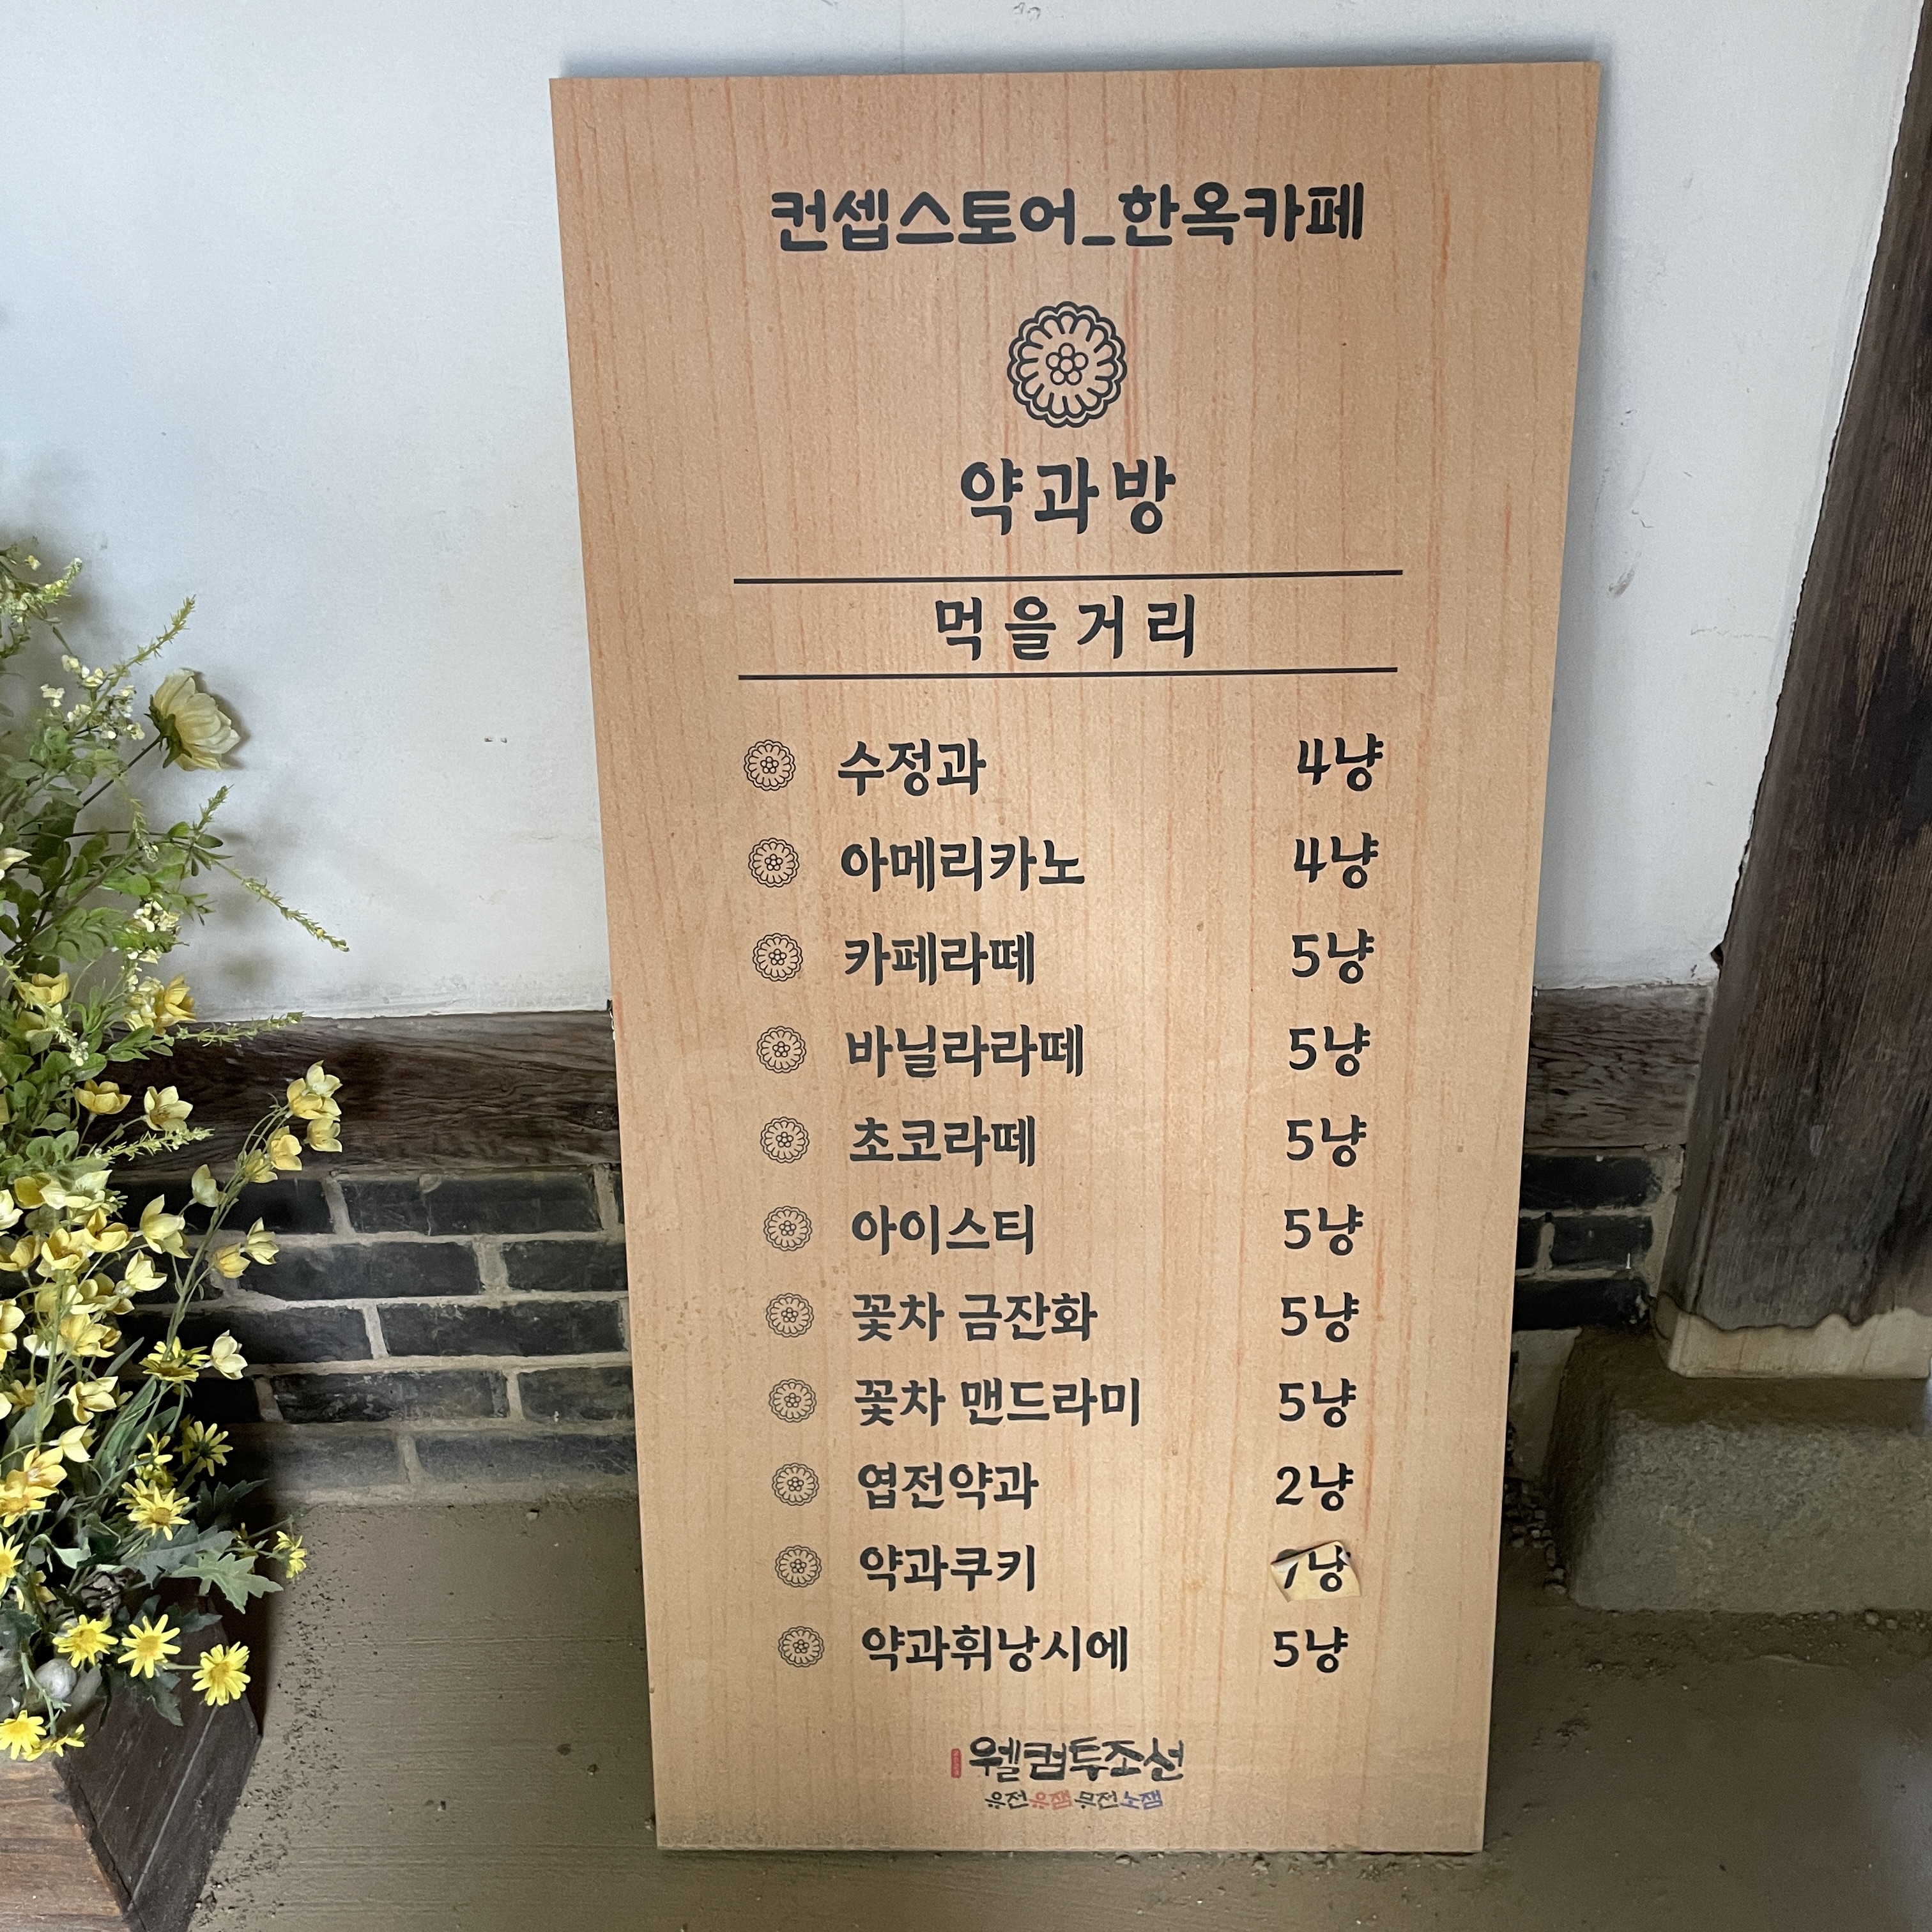 컨셉스토어_한옥카페
약과방
먹을거리
수정과 4냥
아메리카노 4냥
카페라떼 5냥
바닐라라떼 5냥
초코라떼 5냥
아이스티 5냥
꽃차 금잔화 5냥
꽃차 맨드라미 5냥
엽전약과 2냥
약과쿠키
약과휘낭시에 5냥
웰컴투조선
유전유잼무전노잼